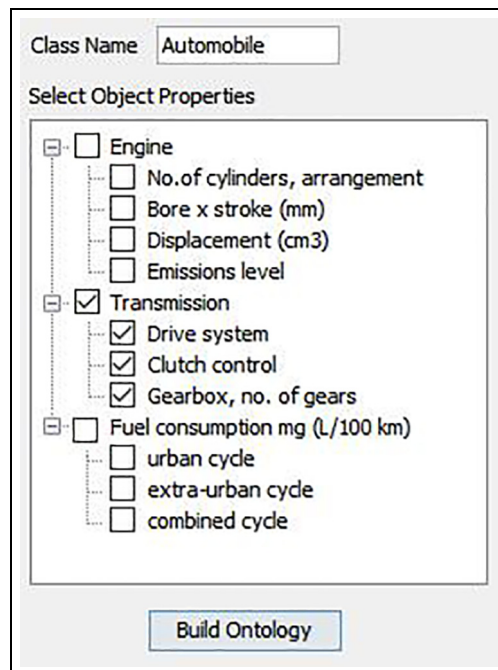 Class Name Automobile
Select Object Properties
Engine
No.of cylinders, arrangement
Bore x stroke (mm)
Displacement (cm3)
Emissions level
Transmission
Drive system
Clutch control
Gearbox, no. of gears
Fuel consumption mg (L/100 km)
urban cycle
extra-urban cycle
combined cycle
Build Ontology